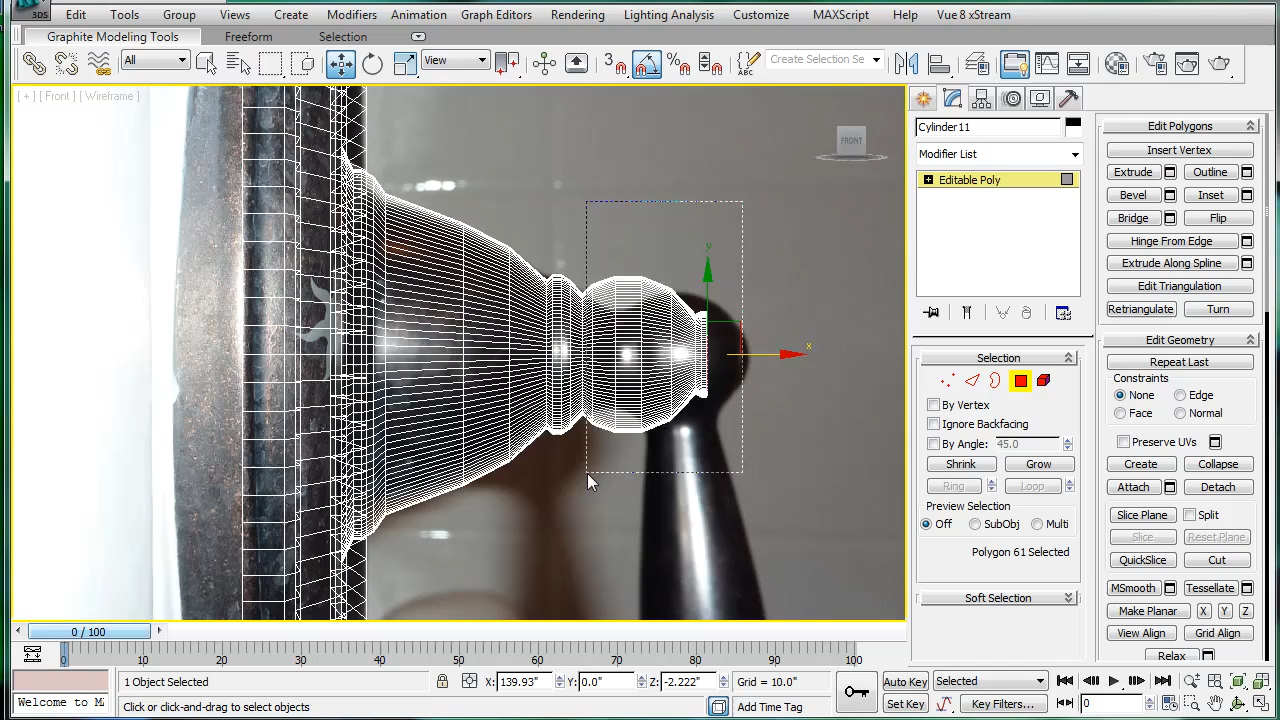 3DS Edit Tools Group Views Create Modifiers Animation Graph Editors Rendering Lighting Analysis Customize MAXScript Help Vue 8 xStream
Graphite Modeling Tools Freeform Selection
All View 3 % ABC Create Selection Se
[ + ] [ Front ] [ Wireframe ]
FRONT
y
x
Cylinder11
Modifier List
Editable Poly
Selection
By Vertex
Ignore Backfacing
By Angle: 45.0
Shrink Grow
Ring Loop
Preview Selection
Off SubObj Multi
Polygon 61 Selected
Soft Selection
Edit Polygons
Insert Vertex
Extrude Outline
Bevel Inset
Bridge Flip
Hinge From Edge
Extrude Along Spline
Edit Triangulation
Retriangulate Turn
Edit Geometry
Repeat Last
Constraints
None Edge
Face Normal
Preserve UVs
Create Collapse
Attach Detach
Slice Plane Split
Slice Reset Plane
QuickSlice Cut
MSmooth Tessellate
Make Planar X Y Z
View Align Grid Align
Relax
0 / 100
0 10 20 30 40 50 60 70 80 90 100
1 Object Selected X: 139.93" Y: 0.0" Z: -2.222" Grid = 10.0" Auto Key Selected
Welcome to M Click or click-and-drag to select objects Add Time Tag Set Key Key Filters... 0